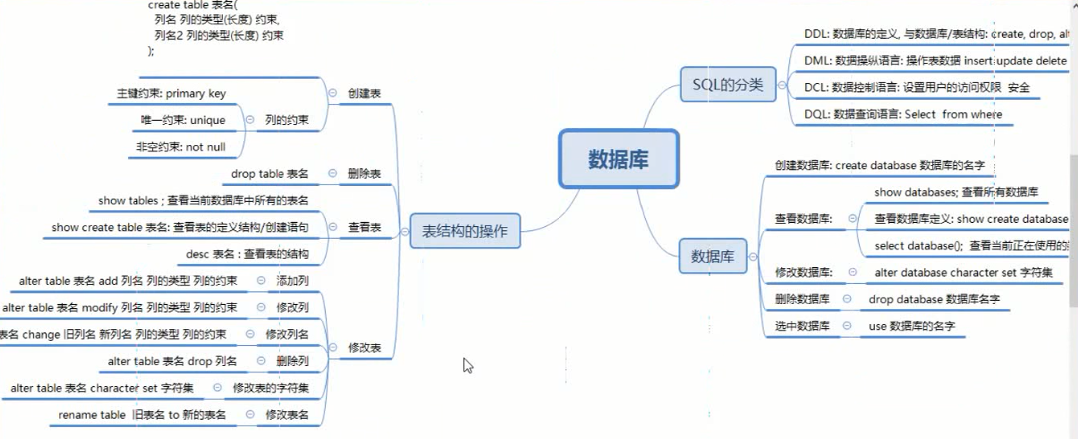 create table 表名(
列名 列的类型(长度) 约束,
列名2 列的类型(长度) 约束
);
创建表
主键约束: primary key
唯一约束: unique
非空约束: not null
列的约束
drop table 表名
删除表
show tables ; 查看当前数据库中所有的表名
show create table 表名: 查看表的定义结构/创建语句
desc 表名 : 查看表的结构
查看表
alter table 表名 add 列名 列的类型 列的约束
添加列
alter table 表名 modify 列名 列的类型 列的约束
修改列
表名 change 旧列名 新列名 列的类型 列的约束
修改列名
alter table 表名 drop 列名
删除列
alter table 表名 character set 字符集
修改表的字符集
rename table 旧表名 to 新的表名
修改表名
修改表
表结构的操作
数据库
SQL的分类
DDL: 数据库的定义, 与数据库/表结构: create, drop, al
DML: 数据操纵语言: 操作表数据 insert update delete
DCL: 数据控制语言: 设置用户的访问权限 安全
DQL: 数据查询语言: Select from where
数据库
创建数据库: create database 数据库的名字
查看数据库:
show databases; 查看所有数据库
查看数据库定义: show create database
select database(); 查看当前正在使用的
修改数据库:
alter database character set 字符集
删除数据库
drop database 数据库名字
选中数据库
use 数据库的名字